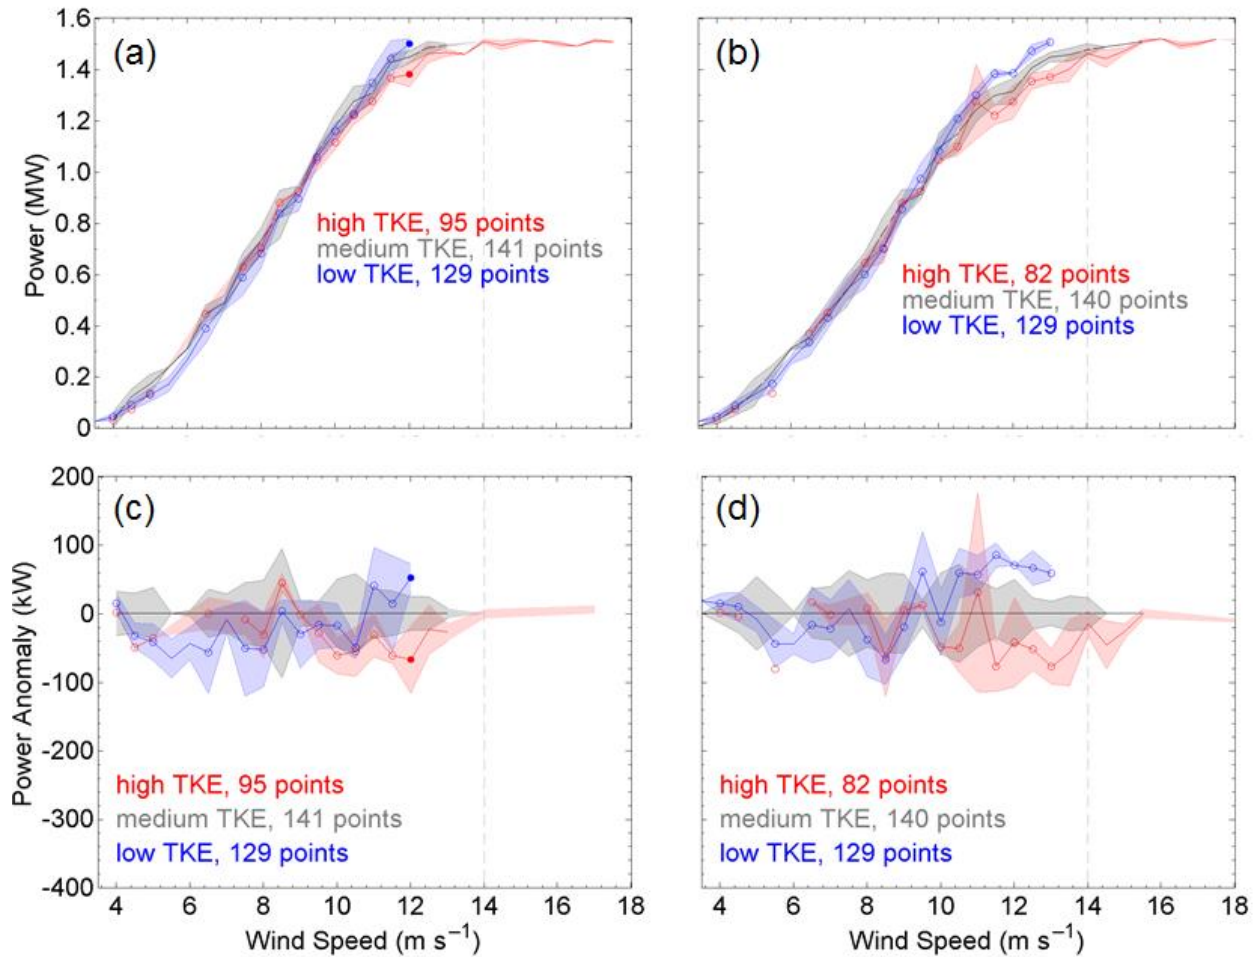 (a)
(b)
1.6
1.4
1.2
1.0
0.8
0.6
0.4
0.2
0
Power (MW)
high TKE, 95 points
medium TKE, 141 points
low TKE, 129 points
high TKE, 82 points
medium TKE, 140 points
low TKE, 129 points
(c)
(d)
200
100
0
-100
-200
-300
-400
Power Anomaly (kW)
high TKE, 95 points
medium TKE, 141 points
low TKE, 129 points
high TKE, 82 points
medium TKE, 140 points
low TKE, 129 points
4 6 8 10 12 14 16 18
4 6 8 10 12 14 16 18
Wind Speed (m s⁻¹)
Wind Speed (m s⁻¹)